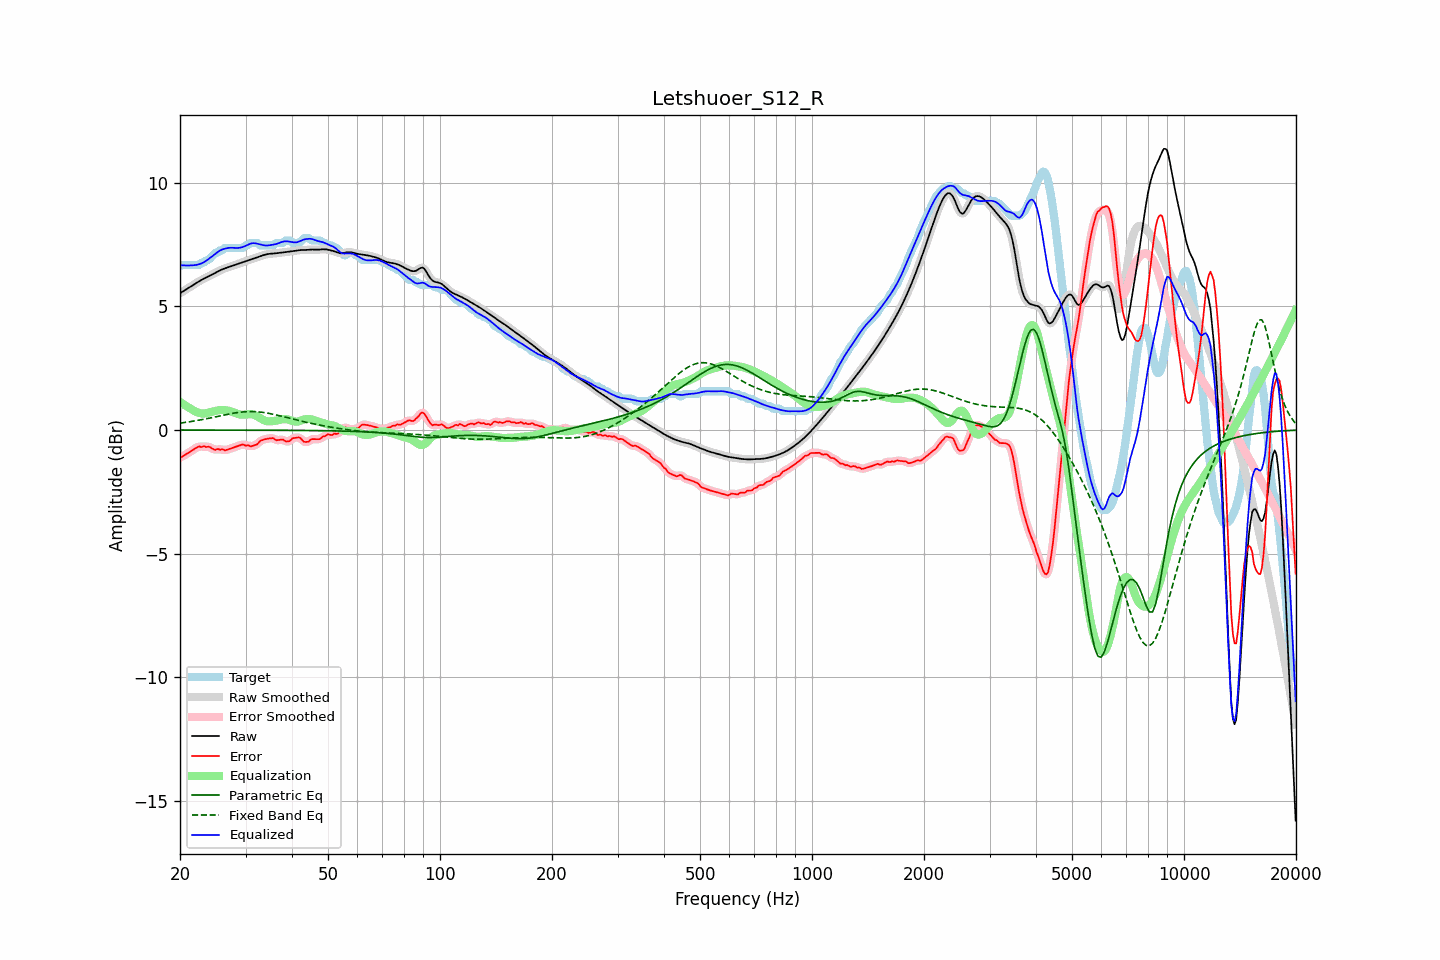 Letshuoer_S12_R
Amplitude (dBr)
10
5
0
−5
−10
−15
Target
Raw Smoothed
Error Smoothed
Raw
Error
Equalization
Parametric Eq
Fixed Band Eq
Equalized
20 50 100 200 500 1000 2000 5000 10000 20000
Frequency (Hz)